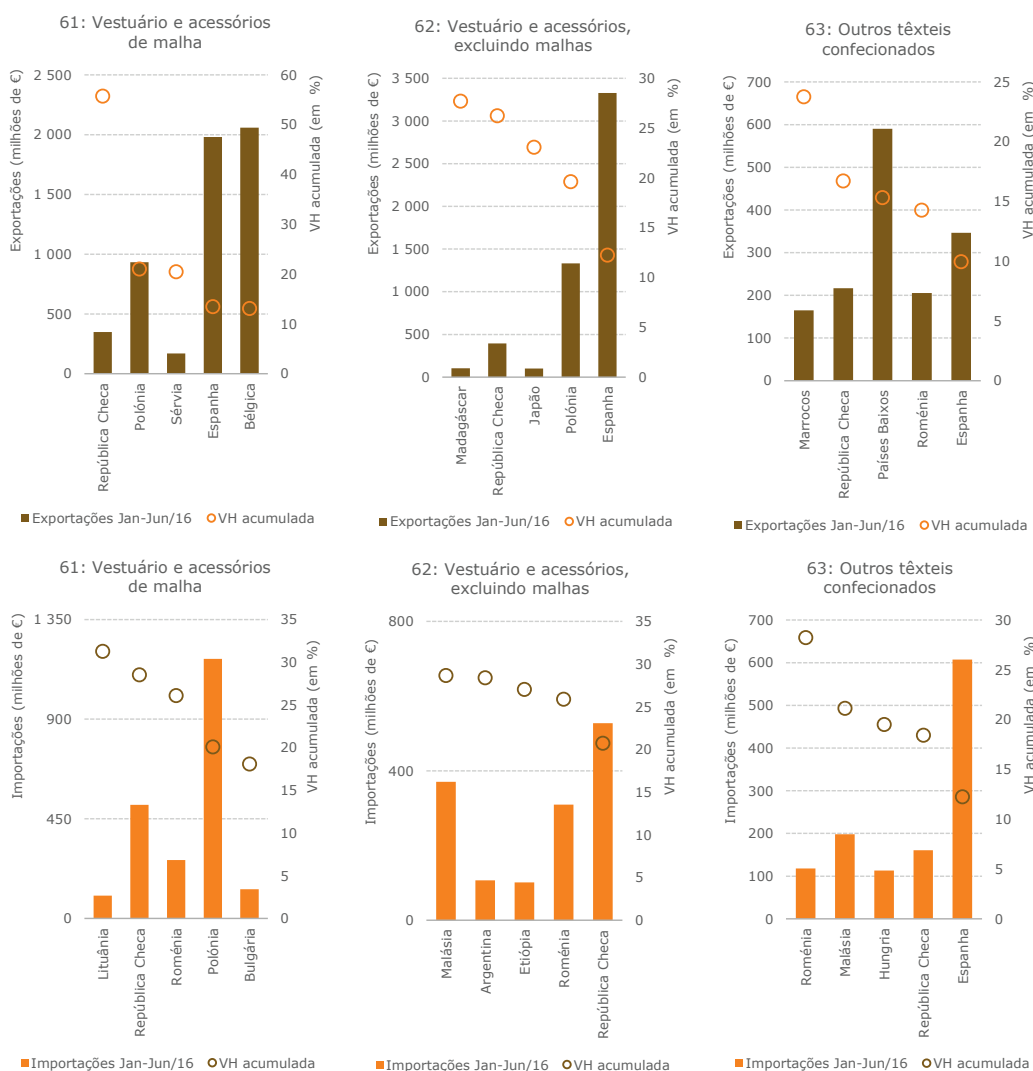 61: Vestuário e acessórios
de malha
Exportações (milhões de €)
2 500
2 000
1 500
1 000
500
0
60
50
40
30
20
10
0
VH acumulada (em %)
República Checa
Polónia
Sérvia
Espanha
Bélgica
Exportações Jan-Jun/16 VH acumulada
62: Vestuário e acessórios,
excluindo malhas
Exportações (milhões de €)
3 500
3 000
2 500
2 000
1 500
1 000
500
0
30
25
20
15
10
5
0
VH acumulada (em %)
Madagáscar
República Checa
Japão
Polónia
Espanha
Exportações Jan-Jun/16 VH acumulada
63: Outros têxteis
confecionados
Exportações (milhões de €)
700
600
500
400
300
200
100
0
25
20
15
10
5
0
VH acumulada (em %)
Marrocos
República Checa
Países Baixos
Roménia
Espanha
Exportações Jan-Jun/16 VH acumulada
61: Vestuário e acessórios
de malha
Importações (milhões de €)
1 350
900
450
0
35
30
25
20
15
10
5
0
VH acumulada (em %)
Lituânia
República Checa
Roménia
Polónia
Bulgária
Importações Jan-Jun/16 VH acumulada
62: Vestuário e acessórios,
excluindo malhas
Importações (milhões de €)
800
400
0
35
30
25
20
15
10
5
0
VH acumulada (em %)
Malásia
Argentina
Etiópia
Roménia
República Checa
Importações Jan-Jun/16 VH acumulada
63: Outros têxteis
confecionados
Importações (milhões de €)
700
600
500
400
300
200
100
0
30
25
20
15
10
5
0
VH acumulada (em %)
Roménia
Malásia
Hungria
República Checa
Espanha
Importações Jan-Jun/16 VH acumulada